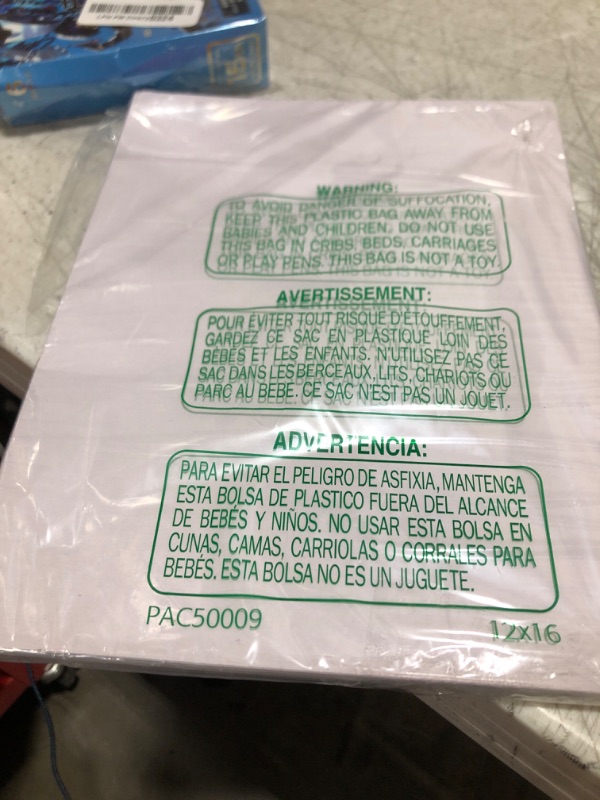 15
WARNING:
TO AVOID DANGER OF SUFFOCATION,
KEEP THIS PLASTIC BAG AWAY FROM
BABIES AND CHILDREN. DO NOT USE
THIS BAG IN CRIBS, BEDS, CARRIAGES
OR PLAY PENS. THIS BAG IS NOT A TOY.
AVERTISSEMENT:
POUR ÉVITER TOUT RISQUE D'ÉTOUFFEMENT,
GARDEZ CE SAC EN PLASTIQUE LOIN DES
BÉBÉS ET LES ENFANTS. N'UTILISEZ PAS CE
SAC DANS LES BERCEAUX, LITS, CHARIOTS OU
PARC AU BEBE. CE SAC N'EST PAS UN JOUET.
ADVERTENCIA:
PARA EVITAR EL PELIGRO DE ASFIXIA, MANTENGA
ESTA BOLSA DE PLASTICO FUERA DEL ALCANCE
DE BEBÉS Y NIÑOS. NO USAR ESTA BOLSA EN
CUNAS, CAMAS, CARRIOLAS O CORRALES PARA
BEBÉS. ESTA BOLSA NO ES UN JUGUETE.
PAC50009
12x16